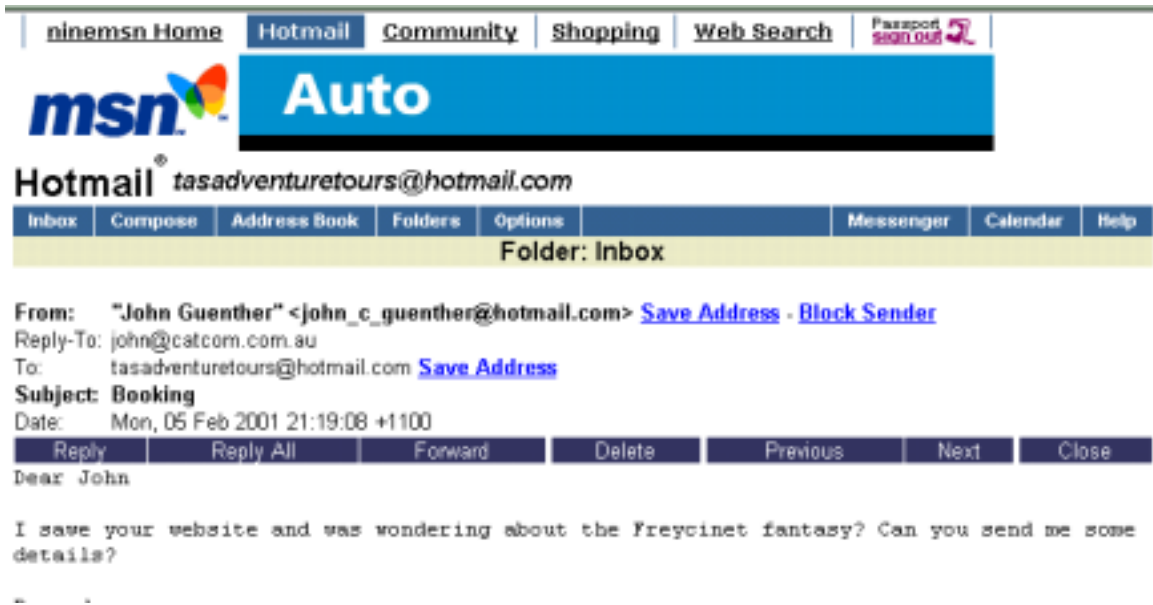 ninemsn Home Hotmail Community Shopping Web Search Passport sign out
msn Auto
Hotmail® tasadventuretours@hotmail.com
Inbox Compose Address Book Folders Options Messenger Calendar Help
Folder: Inbox
From: "John Guenther" <john_c_guenther@hotmail.com> Save Address - Block Sender
Reply-To: john@catcom.com.au
To: tasadventuretours@hotmail.com Save Address
Subject: Booking
Date: Mon, 05 Feb 2001 21:19:08 +1100
Reply Reply All Forward Delete Previous Next Close
Dear John
I sawe your website and was wondering about the Freycinet fantasy? Can you send me some
details?